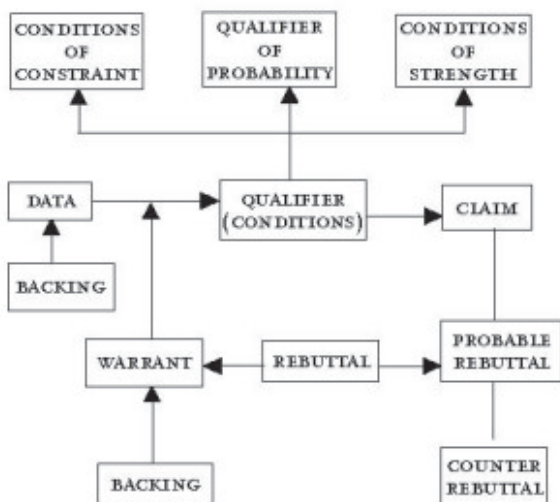 CONDITIONS
OF
CONSTRAINT
QUALIFIER
OF
PROBABILITY
CONDITIONS
OF
STRENGTH
DATA
QUALIFIER
(CONDITIONS)
CLAIM
BACKING
WARRANT
REBUTTAL
PROBABLE
REBUTTAL
BACKING
COUNTER
REBUTTAL